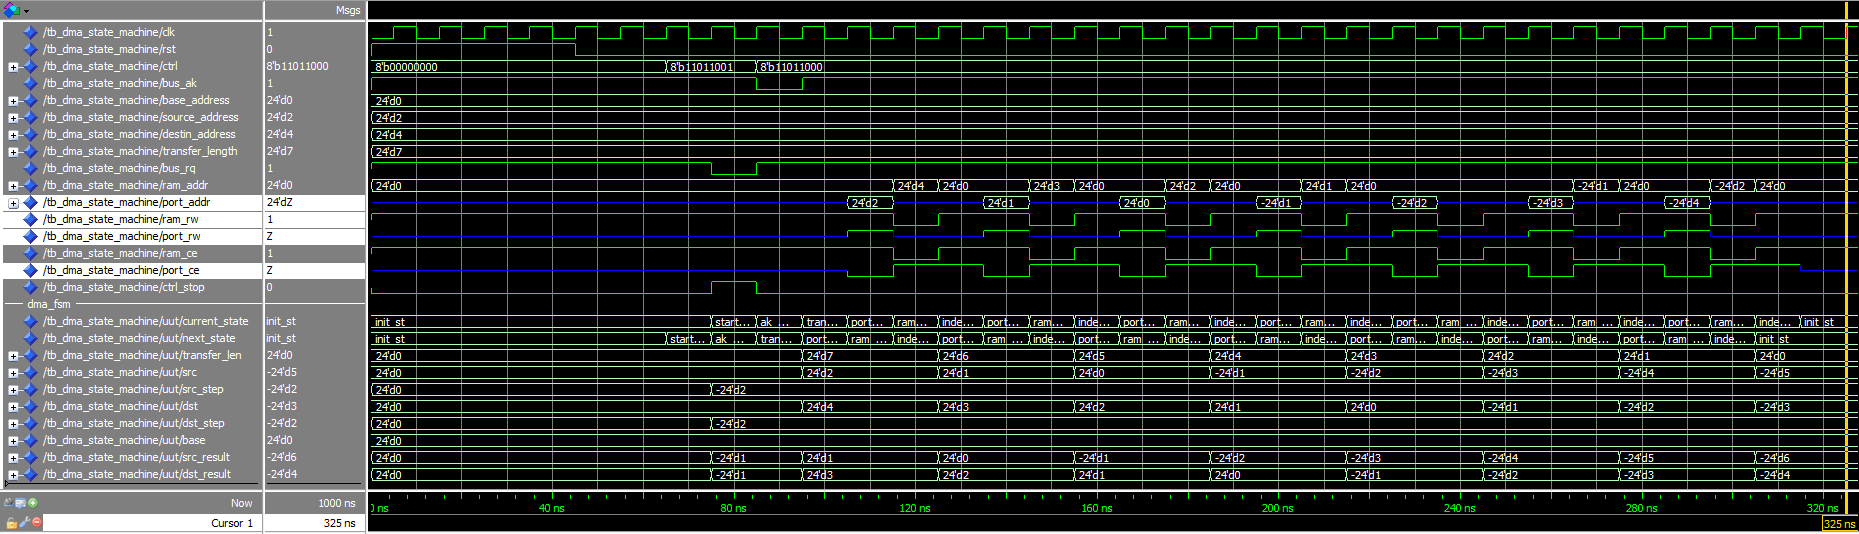 Msgs
/tb_dma_state_machine/clk 1
/tb_dma_state_machine/rst 0
/tb_dma_state_machine/ctrl 8'b11011000 8'b00000000 8'b11011001 8'b11011000
/tb_dma_state_machine/bus_ak 1
/tb_dma_state_machine/base_address 24'd0 24'd0
/tb_dma_state_machine/source_address 24'd2 24'd2
/tb_dma_state_machine/destin_address 24'd4 24'd4
/tb_dma_state_machine/transfer_length 24'd7 24'd7
/tb_dma_state_machine/bus_rq 1
/tb_dma_state_machine/ram_addr 24'd0 24'd0 24'd4 24'd0 24'd3 24'd0 24'd2 24'd0 24'd1 24'd0 -24'd1 24'd0 -24'd2 24'd0
/tb_dma_state_machine/port_addr 24'dZ 24'd2 24'd1 24'd0 -24'd1 -24'd2 -24'd3 -24'd4
/tb_dma_state_machine/ram_rw 1
/tb_dma_state_machine/port_rw Z
/tb_dma_state_machine/ram_ce 1
/tb_dma_state_machine/port_ce Z
/tb_dma_state_machine/ctrl_stop 0
dma_fsm
/tb_dma_state_machine/uut/current_state init_st init_st start... ak_... tran... port... ram_... inde... port... ram_... inde... port... ram_... inde... port... ram_... inde... port... ram_... inde... port... ram_... inde... port... ram_... inde... init_st
/tb_dma_state_machine/uut/next_state init_st init_st start... ak_... tran... port... ram_... inde... port... ram_... inde... port... ram_... inde... port... ram_... inde... port... ram_... inde... port... ram_... inde... port... ram_... inde... init_st
/tb_dma_state_machine/uut/transfer_len 24'd0 24'd0 24'd7 24'd6 24'd5 24'd4 24'd3 24'd2 24'd1 24'd0
/tb_dma_state_machine/uut/src -24'd5 24'd0 24'd2 24'd1 24'd0 -24'd1 -24'd2 -24'd3 -24'd4 -24'd5
/tb_dma_state_machine/uut/src_step -24'd2 24'd0 -24'd2
/tb_dma_state_machine/uut/dst -24'd3 24'd0 24'd4 24'd3 24'd2 24'd1 24'd0 -24'd1 -24'd2 -24'd3
/tb_dma_state_machine/uut/dst_step -24'd2 24'd0 -24'd2
/tb_dma_state_machine/uut/base 24'd0 24'd0
/tb_dma_state_machine/uut/src_result -24'd6 24'd0 -24'd1 24'd1 24'd0 -24'd1 -24'd2 -24'd3 -24'd4 -24'd5 -24'd6
/tb_dma_state_machine/uut/dst_result -24'd4 24'd0 -24'd1 24'd3 24'd2 24'd1 24'd0 -24'd1 -24'd2 -24'd3 -24'd4
Now 1000 ns ns 40 ns 80 ns 120 ns 160 ns 200 ns 240 ns 280 ns 320 ns
Cursor 1 325 ns 325 ns